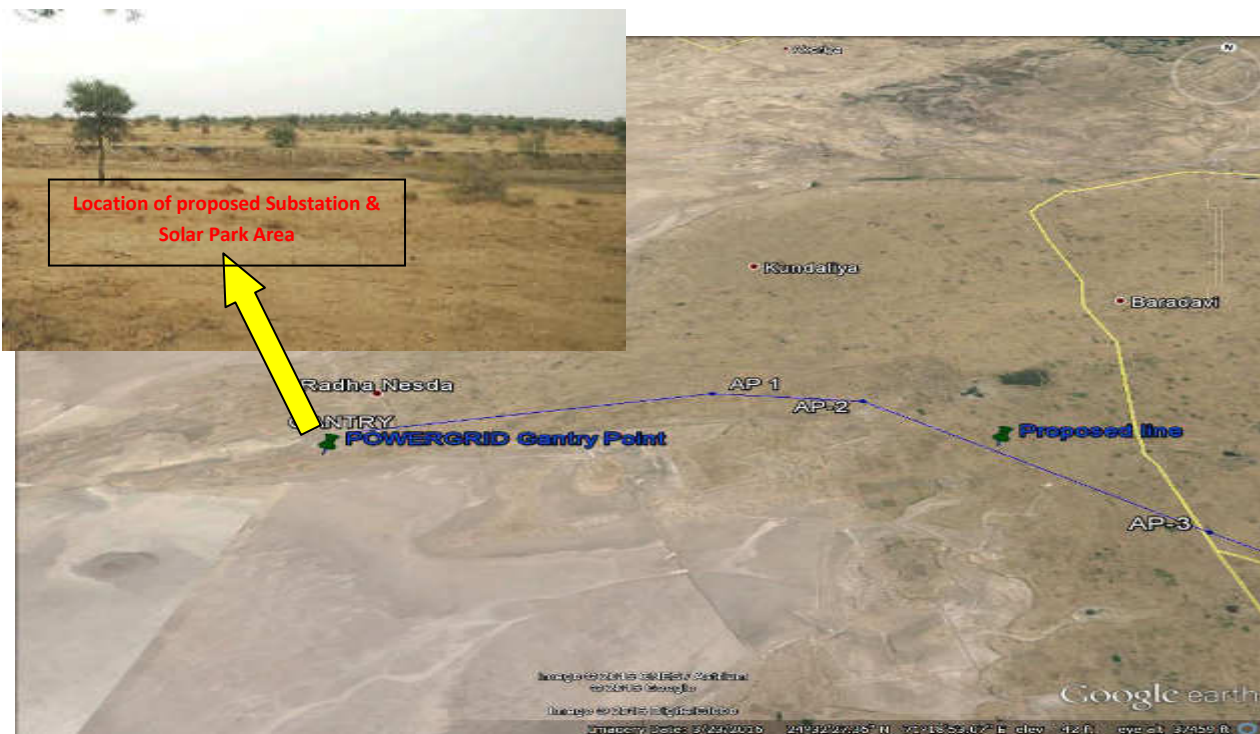 Location of proposed Substation &
Solar Park Area
N
Kundaliya
Baradavi
Radha Nesda
AP 1
AP-2
GANTRY
POWERGRID Gantry Point
Proposed line
AP-3
Google earth